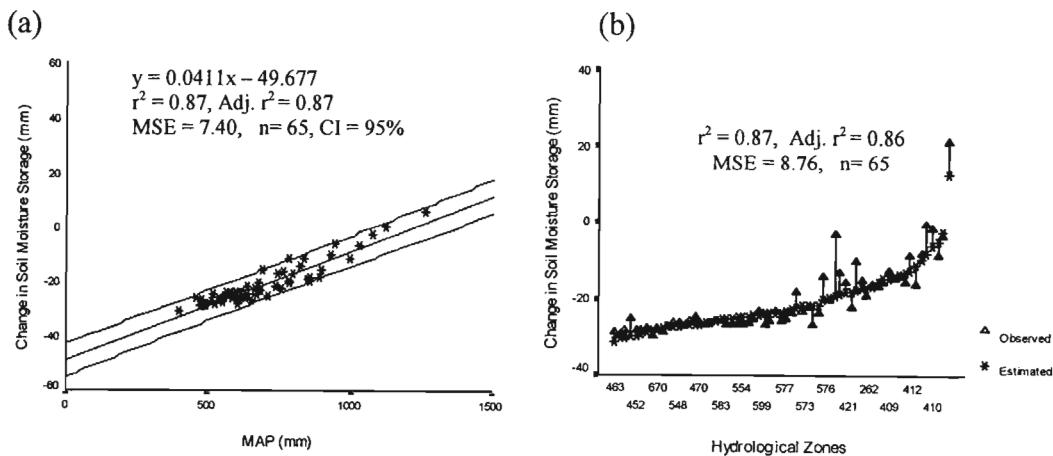 (a)
y = 0.0411x – 49.677
r² = 0.87, Adj. r² = 0.87
MSE = 7.40, n= 65, CI = 95%
Change in Soil Moisture Storage (mm)
60
40
20
0
-20
-40
-60
0
500
1000
1500
MAP (mm)
(b)
r² = 0.87, Adj. r² = 0.86
MSE = 8.76, n= 65
Change in Soil Moisture Storage (mm)
40
20
0
-20
-40
463 670 470 554 577 576 262 412
452 548 583 599 573 421 409 410
Hydrological Zones
Observed
Estimated